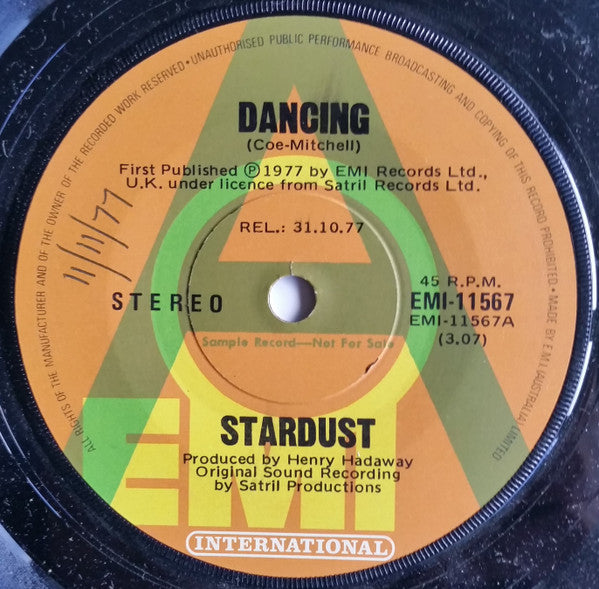 ALL RIGHTS OF THE MANUFACTURER AND OF THE OWNER OF THE RECORDED WORK RESERVED • UNAUTHORISED PUBLIC PERFORMANCE BROADCASTING AND COPYING OF THIS RECORD PROHIBITED • MADE BY E M I (AUSTRALIA) LIMITED
DANCING
(Coe-Mitchell)
First Published Ⓟ 1977 by EMI Records Ltd.,
U.K. under licence from Satril Records Ltd.
REL.: 31.10.77
11/11/77
STEREO
45 R.P.M.
EMI-11567
EMI-11567A
(3.07)
Sample Record—Not For Sale
STARDUST
Produced by Henry Hadaway
Original Sound Recording
by Satril Productions
A
EMI
INTERNATIONAL